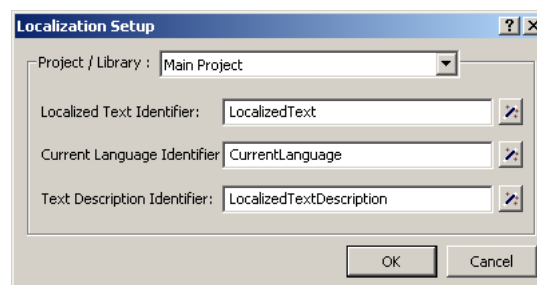 Localization Setup
Project / Library : Main Project
Localized Text Identifier: LocalizedText
Current Language Identifier CurrentLanguage
Text Description Identifier: LocalizedTextDescription
OK Cancel